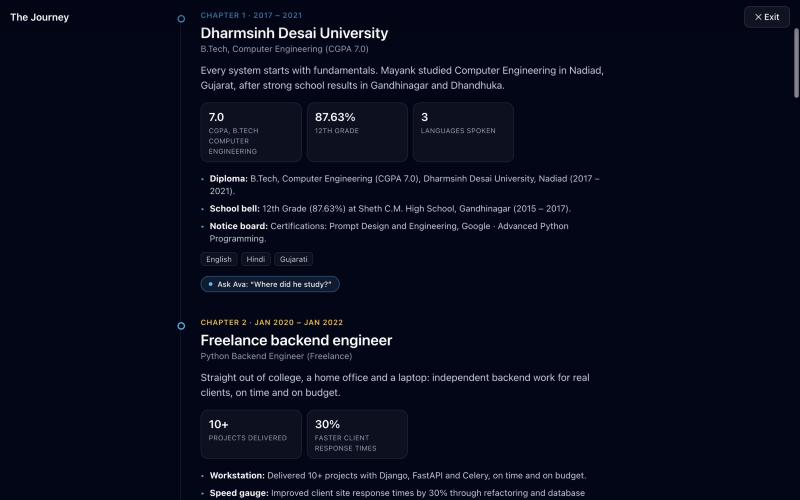 The Journey
✕ Exit
CHAPTER 1 · 2017 – 2021
Dharmsinh Desai University
B.Tech, Computer Engineering (CGPA 7.0)
Every system starts with fundamentals. Mayank studied Computer Engineering in Nadiad,
Gujarat, after strong school results in Gandhinagar and Dhandhuka.
7.0
CGPA, B.TECH
COMPUTER
ENGINEERING
87.63%
12TH GRADE
3
LANGUAGES SPOKEN
Diploma: B.Tech, Computer Engineering (CGPA 7.0), Dharmsinh Desai University, Nadiad (2017 –
2021).
School bell: 12th Grade (87.63%) at Sheth C.M. High School, Gandhinagar (2015 – 2017).
Notice board: Certifications: Prompt Design and Engineering, Google · Advanced Python
Programming.
English
Hindi
Gujarati
Ask Ava: “Where did he study?”
CHAPTER 2 · JAN 2020 – JAN 2022
Freelance backend engineer
Python Backend Engineer (Freelance)
Straight out of college, a home office and a laptop: independent backend work for real
clients, on time and on budget.
10+
PROJECTS DELIVERED
30%
FASTER CLIENT
RESPONSE TIMES
Workstation: Delivered 10+ projects with Django, FastAPI and Celery, on time and on budget.
Speed gauge: Improved client site response times by 30% through refactoring and database